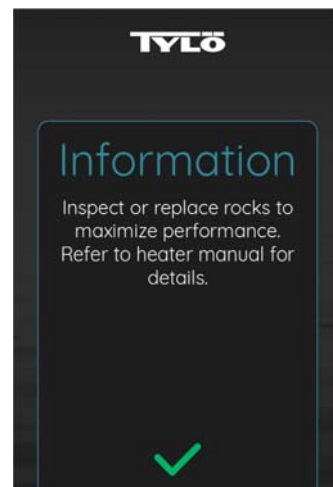 TYLÖ
Information
Inspect or replace rocks to
maximize performance.
Refer to heater manual for
details.